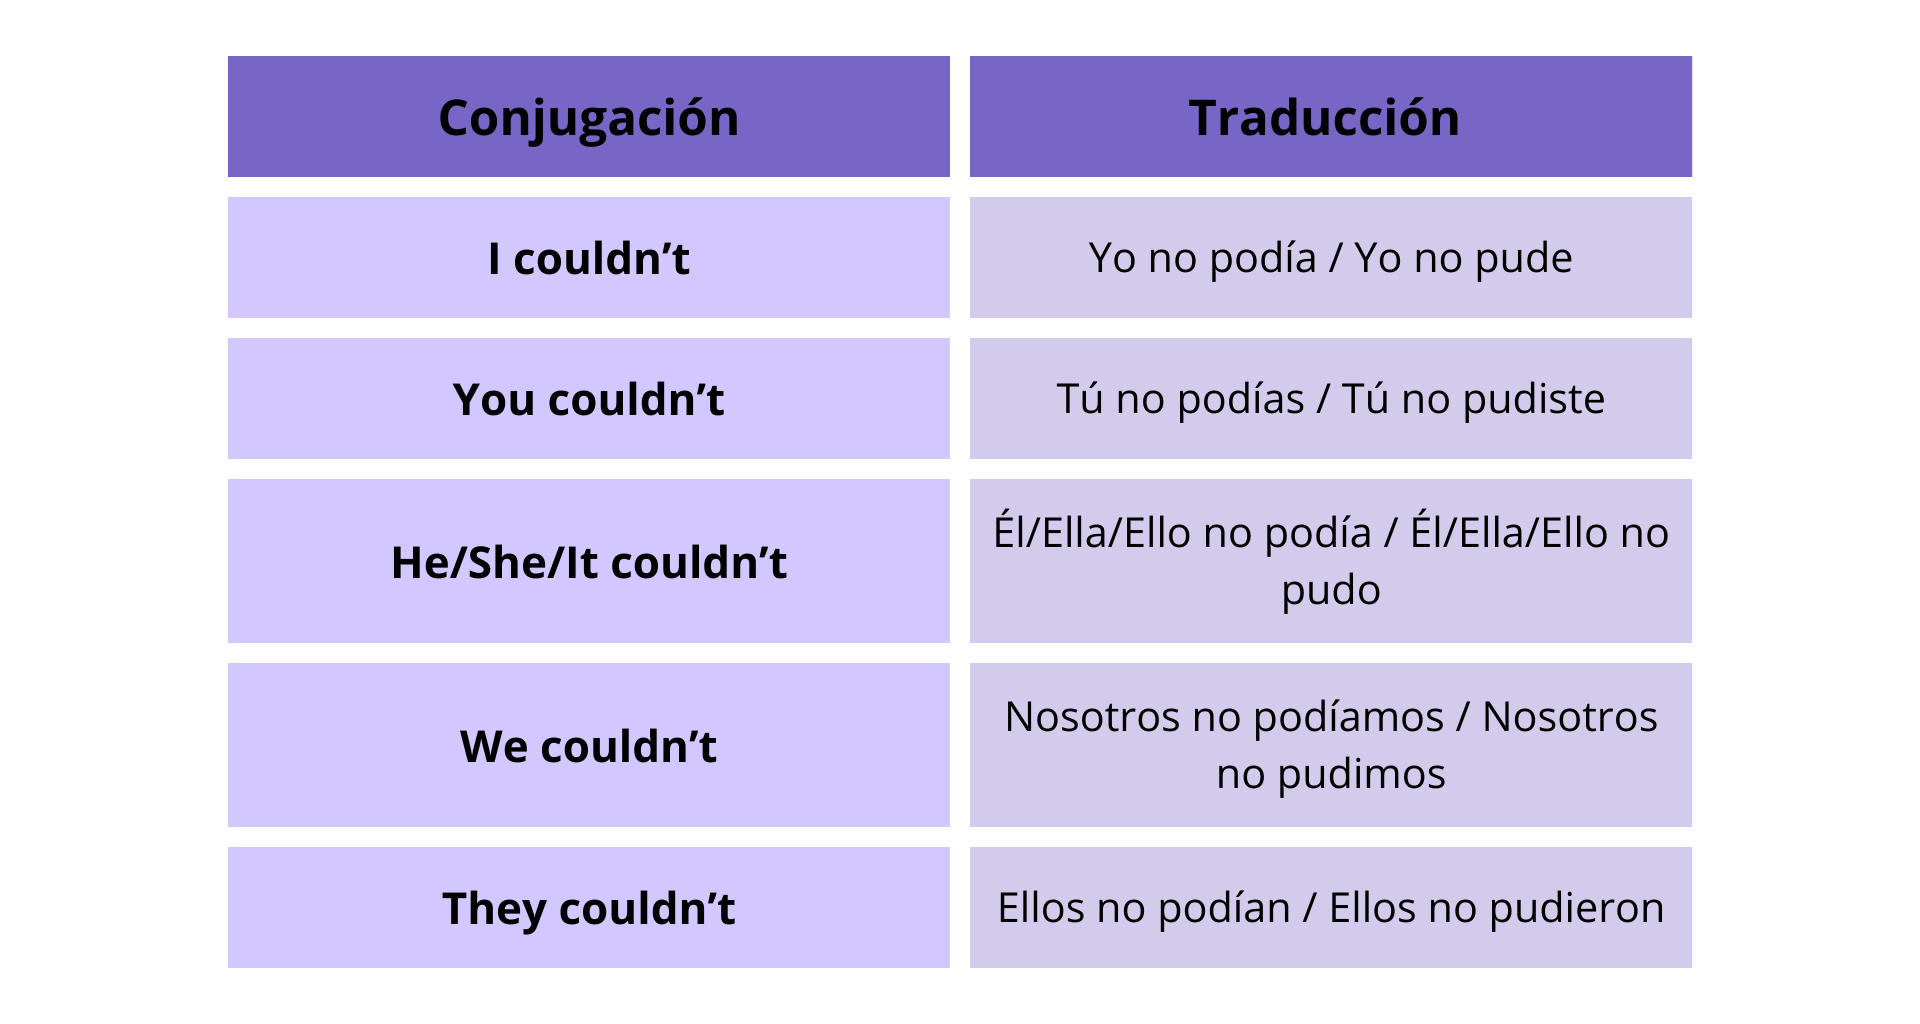 Conjugación
Traducción
I couldn’t
Yo no podía / Yo no pude
You couldn’t
Tú no podías / Tú no pudiste
He/She/It couldn’t
Él/Ella/Ello no podía / Él/Ella/Ello no
pudo
We couldn’t
Nosotros no podíamos / Nosotros
no pudimos
They couldn’t
Ellos no podían / Ellos no pudieron